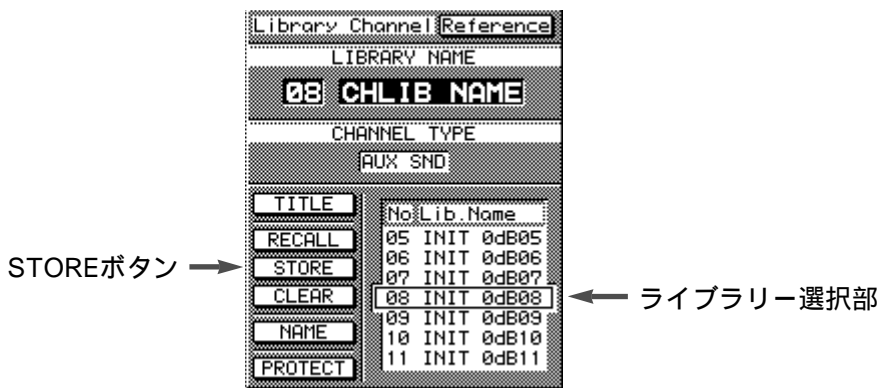 Library Channel Reference
LIBRARY NAME
08 CHLIB NAME
CHANNEL TYPE
AUX SND
TITLE
RECALL
STORE
CLEAR
NAME
PROTECT
No Lib.Name
05 INIT 0dB05
06 INIT 0dB06
07 INIT 0dB07
08 INIT 0dB08
09 INIT 0dB09
10 INIT 0dB10
11 INIT 0dB11
STOREボタン
ライブラリー選択部